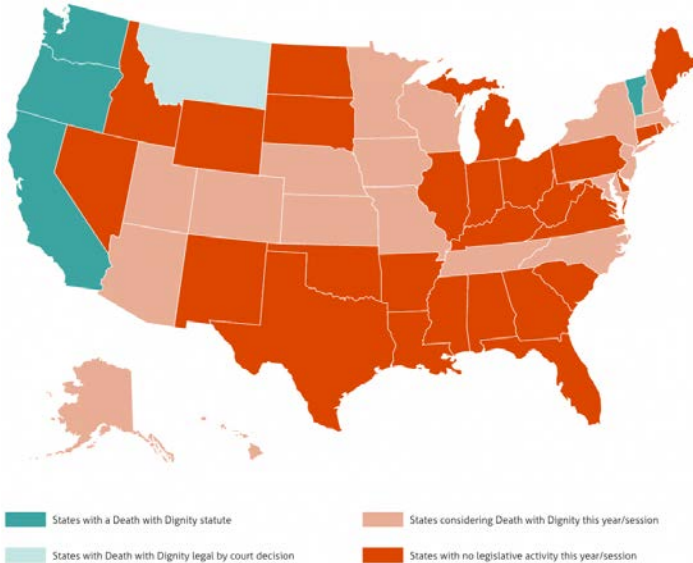 States with a Death with Dignity statute
States considering Death with Dignity this year/session
States with Death with Dignity legal by court decision
States with no legislative activity this year/session